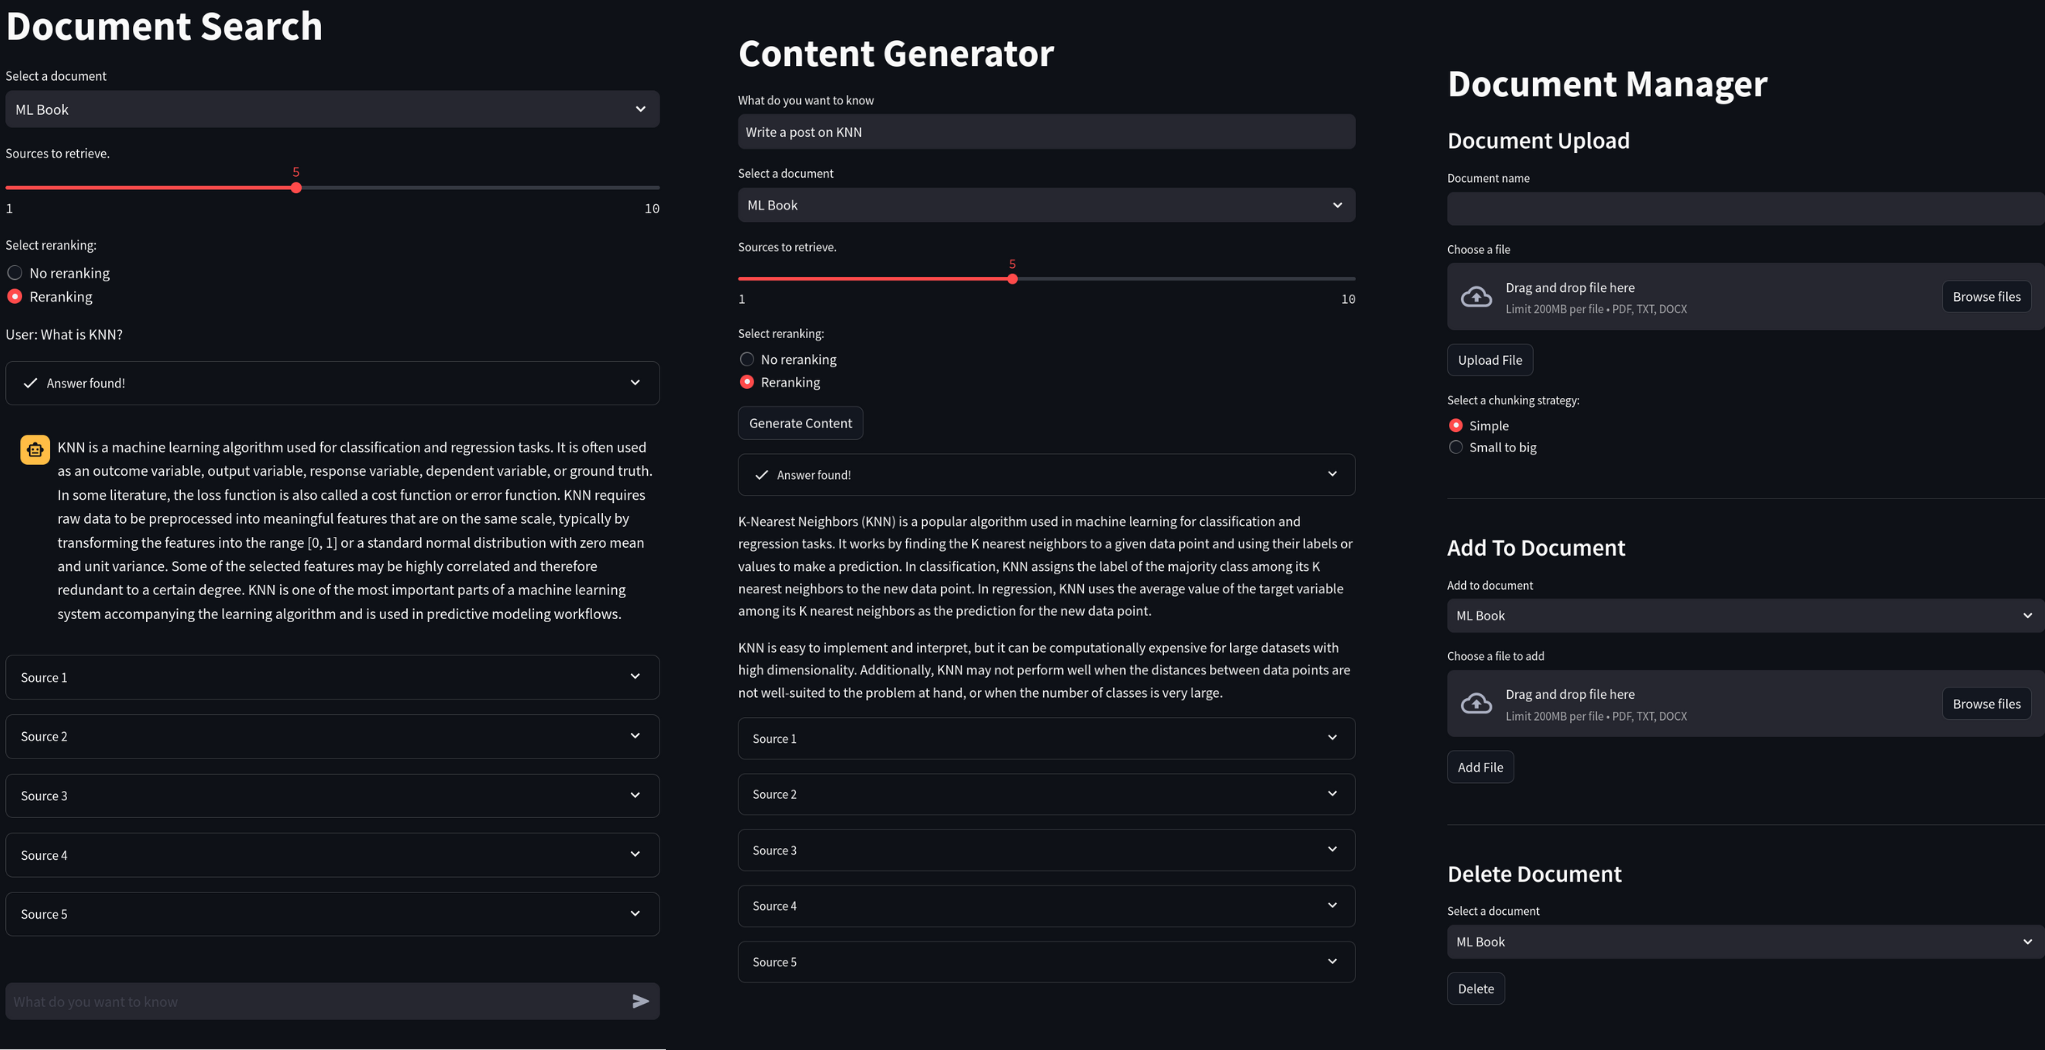 Document Search
Select a document
ML Book
Sources to retrieve.
5
1
10
Select reranking:
No reranking
Reranking
User: What is KNN?
Answer found!
KNN is a machine learning algorithm used for classification and regression tasks. It is often used
as an outcome variable, output variable, response variable, dependent variable, or ground truth.
In some literature, the loss function is also called a cost function or error function. KNN requires
raw data to be preprocessed into meaningful features that are on the same scale, typically by
transforming the features into the range [0, 1] or a standard normal distribution with zero mean
and unit variance. Some of the selected features may be highly correlated and therefore
redundant to a certain degree. KNN is one of the most important parts of a machine learning
system accompanying the learning algorithm and is used in predictive modeling workflows.
Source 1
Source 2
Source 3
Source 4
Source 5
What do you want to know
Content Generator
What do you want to know
Write a post on KNN
Select a document
ML Book
Sources to retrieve.
5
1
10
Select reranking:
No reranking
Reranking
Generate Content
Answer found!
K-Nearest Neighbors (KNN) is a popular algorithm used in machine learning for classification and
regression tasks. It works by finding the K nearest neighbors to a given data point and using their labels or
values to make a prediction. In classification, KNN assigns the label of the majority class among its K
nearest neighbors to the new data point. In regression, KNN uses the average value of the target variable
among its K nearest neighbors as the prediction for the new data point.
KNN is easy to implement and interpret, but it can be computationally expensive for large datasets with
high dimensionality. Additionally, KNN may not perform well when the distances between data points are
not well-suited to the problem at hand, or when the number of classes is very large.
Source 1
Source 2
Source 3
Source 4
Source 5
Document Manager
Document Upload
Document name
Choose a file
Drag and drop file here
Limit 200MB per file • PDF, TXT, DOCX
Browse files
Upload File
Select a chunking strategy:
Simple
Small to big
Add To Document
Add to document
ML Book
Choose a file to add
Drag and drop file here
Limit 200MB per file • PDF, TXT, DOCX
Browse files
Add File
Delete Document
Select a document
ML Book
Delete